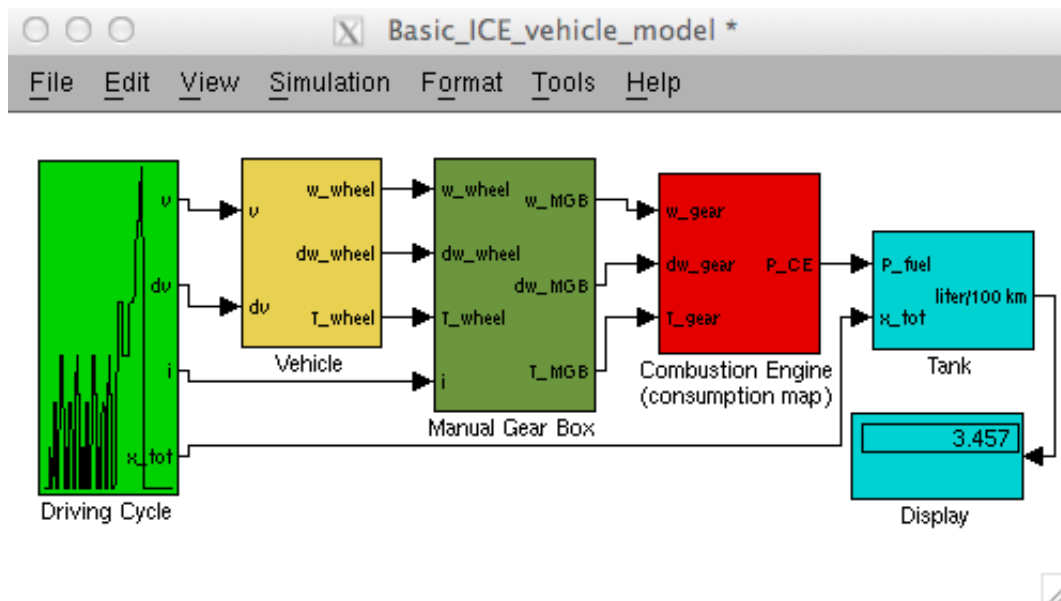 Basic_ICE_vehicle_model *
File Edit View Simulation Format Tools Help
v
dv
i
x_tot
Driving Cycle
v
dv
w_wheel
dw_wheel
T_wheel
Vehicle
w_wheel
dw_wheel
T_wheel
i
w_MGB
dw_MGB
T_MGB
Manual Gear Box
w_gear
dw_gear
T_gear
P_CE
Combustion Engine
(consumption map)
P_fuel
x_tot
liter/100 km
Tank
3.457
Display